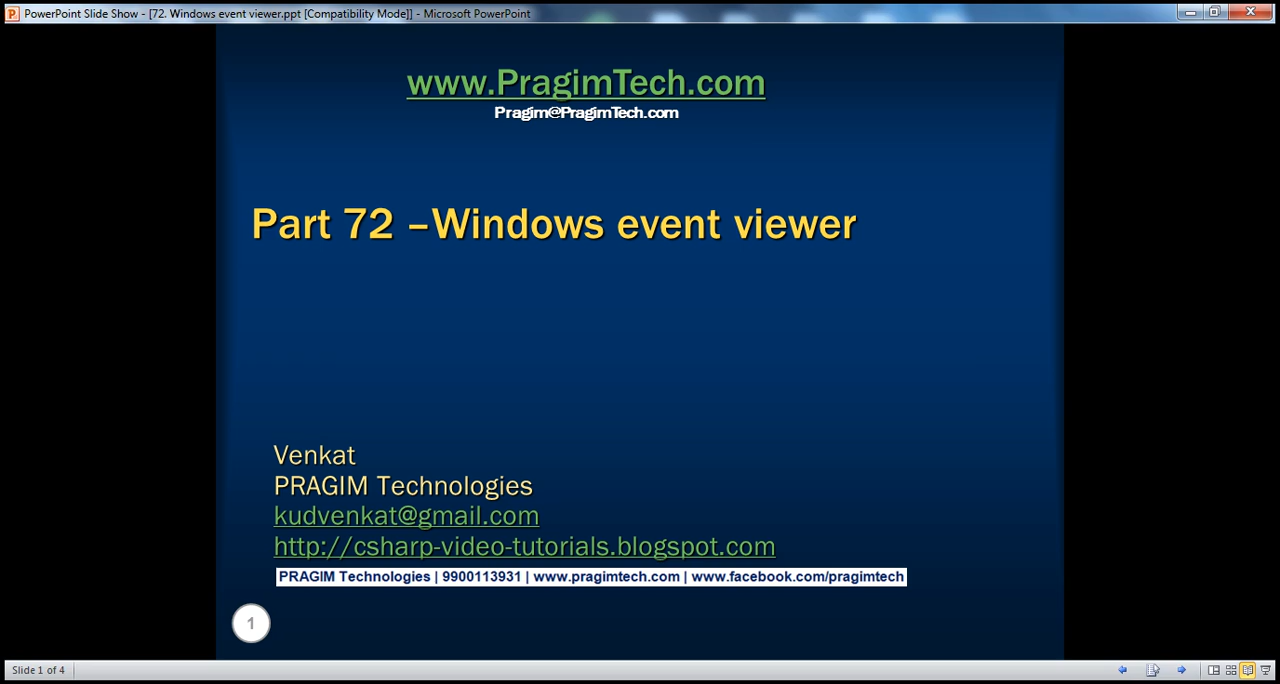 PowerPoint Slide Show - [72. Windows event viewer.ppt [Compatibility Mode]] - Microsoft PowerPoint
www.PragimTech.com
Pragim@PragimTech.com
Part 72 –Windows event viewer
Venkat
PRAGIM Technologies
kudvenkat@gmail.com
http://csharp-video-tutorials.blogspot.com
PRAGIM Technologies | 9900113931 | www.pragimtech.com | www.facebook.com/pragimtech
1
Slide 1 of 4